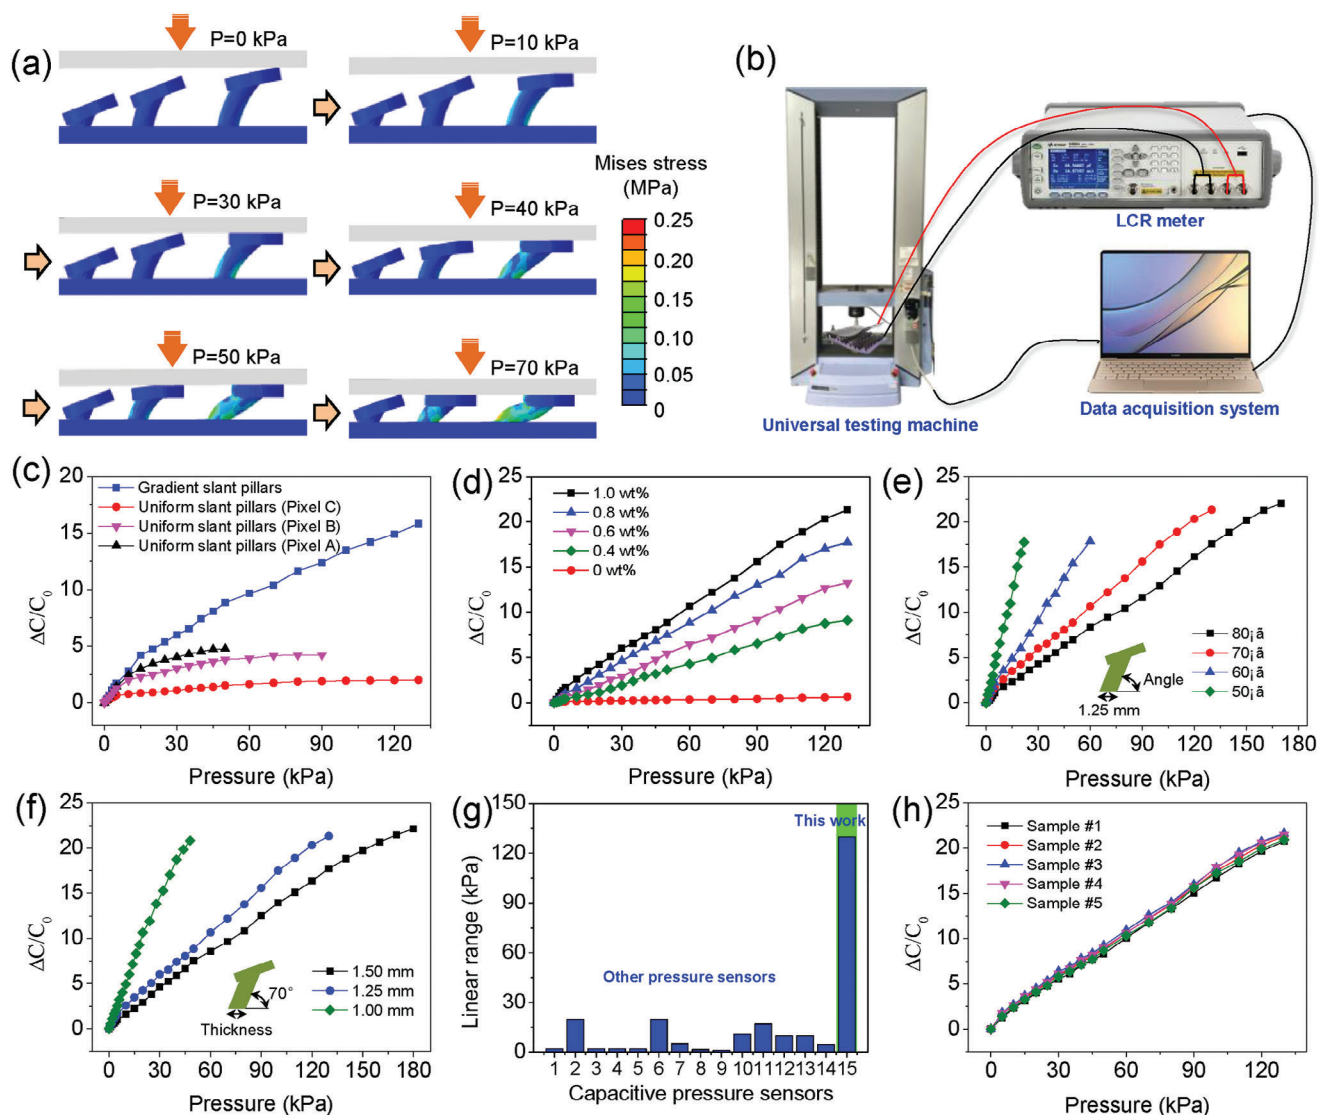 (a)
P=0 kPa
P=10 kPa
P=30 kPa
P=40 kPa
P=50 kPa
P=70 kPa
Mises stress
(MPa)
0.25
0.20
0.15
0.10
0.05
0
(b)
LCR meter
Universal testing machine
Data acquisition system
(c)
ΔC/C0
20
15
10
5
0
Gradient slant pillars
Uniform slant pillars (Pixel C)
Uniform slant pillars (Pixel B)
Uniform slant pillars (Pixel A)
0 30 60 90 120
Pressure (kPa)
(d)
ΔC/C0
25
20
15
10
5
0
1.0 wt%
0.8 wt%
0.6 wt%
0.4 wt%
0 wt%
0 30 60 90 120
Pressure (kPa)
(e)
ΔC/C0
20
15
10
5
0
80¡ã
70¡ã
60¡ã
50¡ã
Angle
1.25 mm
0 30 60 90 120 150 180
Pressure (kPa)
(f)
ΔC/C0
25
20
15
10
5
0
70°
Thickness
1.50 mm
1.25 mm
1.00 mm
0 30 60 90 120 150 180
Pressure (kPa)
(g)
Linear range (kPa)
150
120
90
60
30
0
This work
Other pressure sensors
1 2 3 4 5 6 7 8 9 10 11 12 13 14 15
Capacitive pressure sensors
(h)
ΔC/C0
25
20
15
10
5
0
Sample #1
Sample #2
Sample #3
Sample #4
Sample #5
0 30 60 90 120
Pressure (kPa)